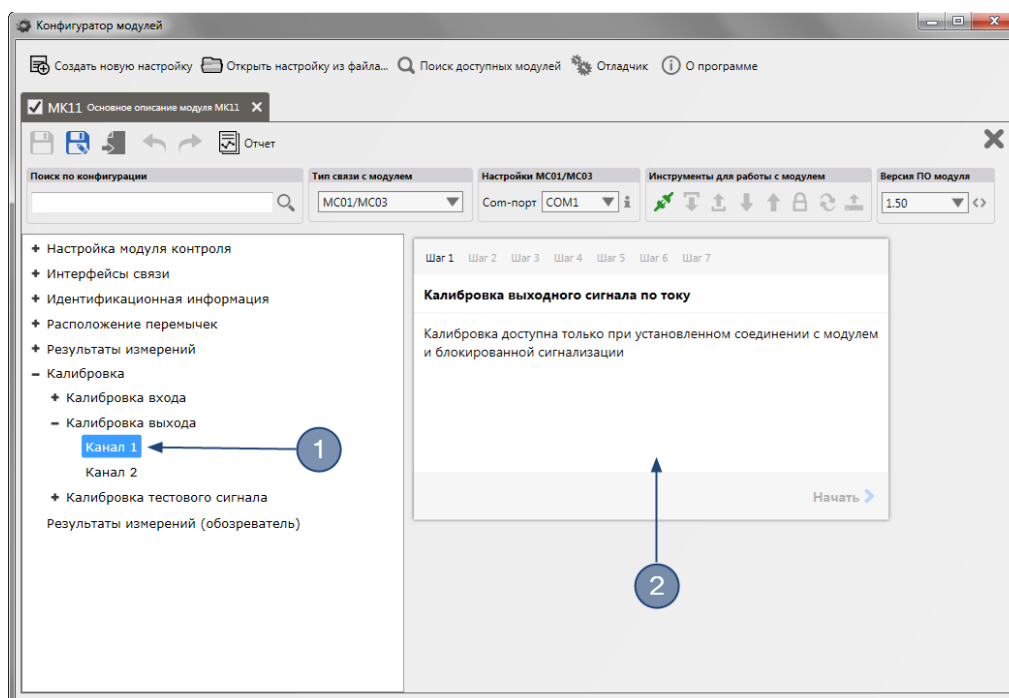 Конфигуратор модулей
Создать новую настройку Открыть настройку из файла... Поиск доступных модулей Отладчик О программе
МК11 Основное описание модуля МК11
Отчет
Поиск по конфигурации Тип связи с модулем Настройки МС01/МС03 Инструменты для работы с модулем Версия ПО модуля
МС01/МС03 Com-порт COM1 1.50
Настройка модуля контроля
Интерфейсы связи
Идентификационная информация
Расположение перемычек
Результаты измерений
Калибровка
Калибровка входа
Калибровка выхода
Канал 1
Канал 2
Калибровка тестового сигнала
Результаты измерений (обозреватель)
1
Шаг 1 Шаг 2 Шаг 3 Шаг 4 Шаг 5 Шаг 6 Шаг 7
Калибровка выходного сигнала по току
Калибровка доступна только при установленном соединении с модулем
и блокированной сигнализации
Начать
2